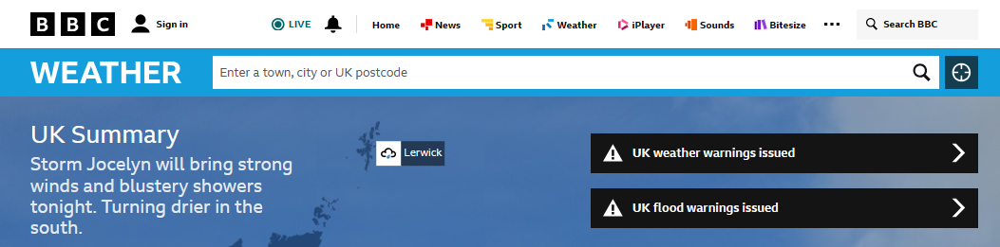 BBC Sign in LIVE Home News Sport Weather iPlayer Sounds Bitesize Search BBC
WEATHER Enter a town, city or UK postcode
UK Summary
Storm Jocelyn will bring strong
winds and blustery showers
tonight. Turning drier in the
south.
Lerwick
UK weather warnings issued
UK flood warnings issued